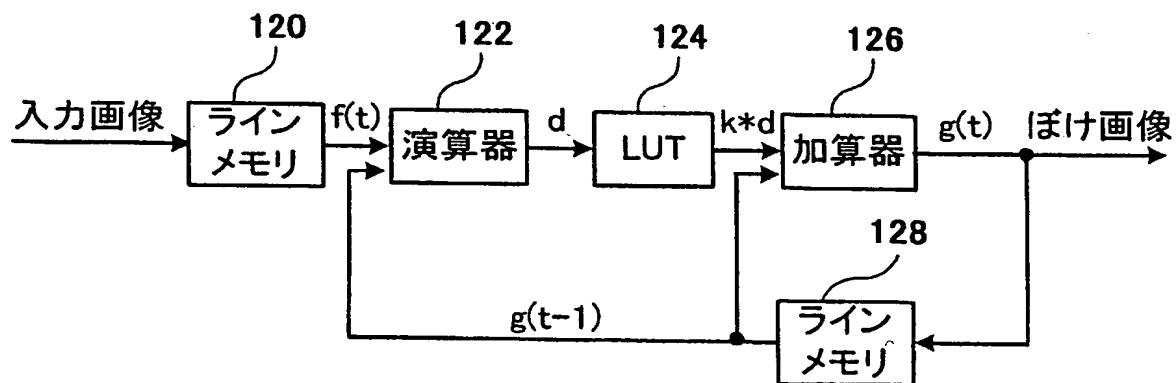 120
122
124
126
入力画像
ライン
メモリ
f(t)
演算器
d
LUT
k*d
加算器
g(t)
ぼけ画像
128
g(t-1)
ライン
メモリ